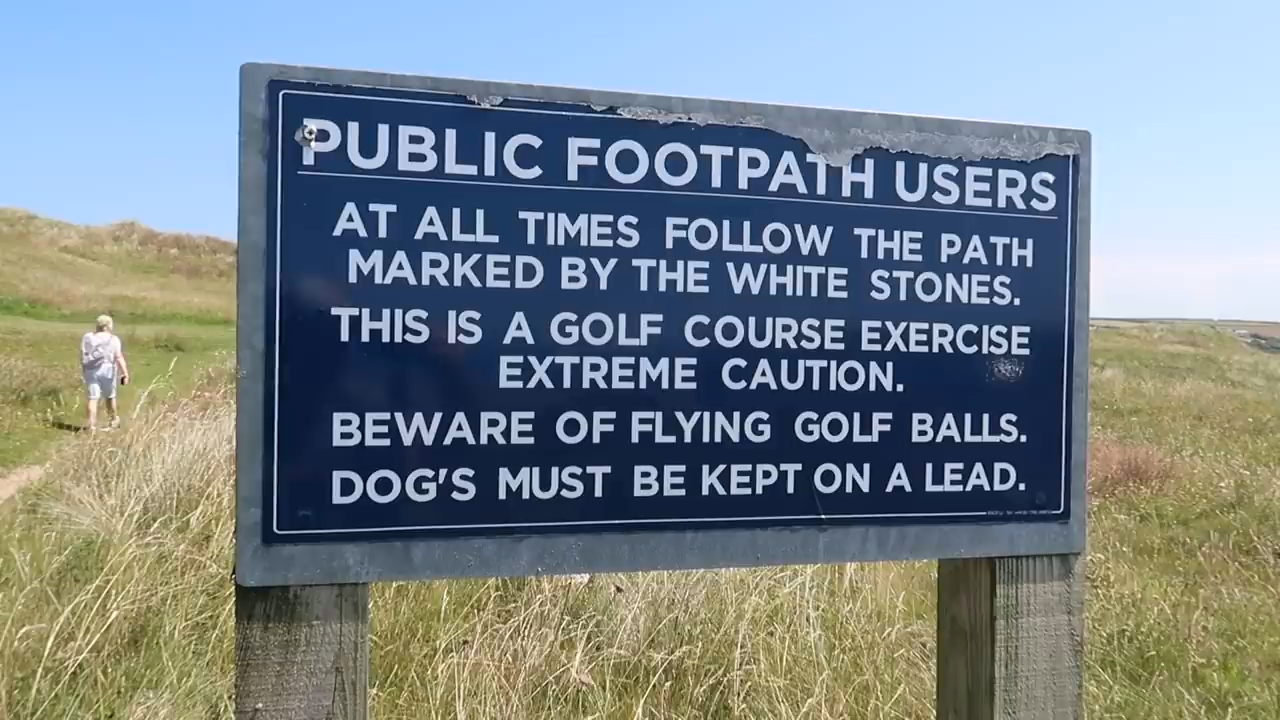 PUBLIC FOOTPATH USERS
AT ALL TIMES FOLLOW THE PATH
MARKED BY THE WHITE STONES.
THIS IS A GOLF COURSE EXERCISE
EXTREME CAUTION.
BEWARE OF FLYING GOLF BALLS.
DOG'S MUST BE KEPT ON A LEAD.